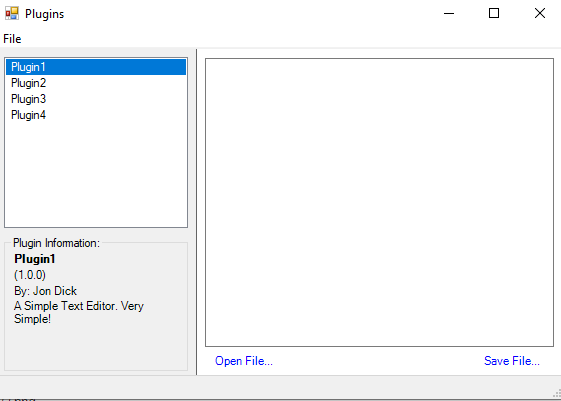 Plugins
File
Plugin1
Plugin2
Plugin3
Plugin4
Plugin Information:
Plugin1
(1.0.0)
By: Jon Dick
A Simple Text Editor. Very
Simple!
Open File...
Save File...